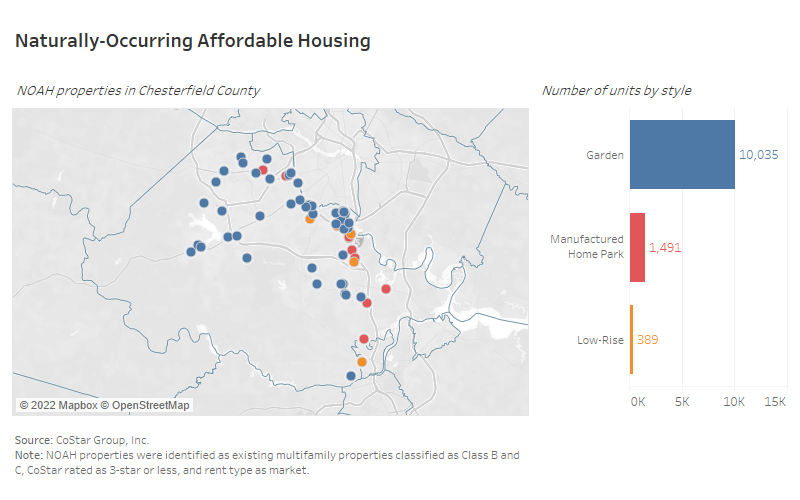 Naturally-Occurring Affordable Housing
NOAH properties in Chesterfield County
Number of units by style
© 2022 Mapbox © OpenStreetMap
Garden
10,035
Manufactured
Home Park
1,491
Low-Rise
389
0K 5K 10K 15K
Source: CoStar Group, Inc.
Note: NOAH properties were identified as existing multifamily properties classified as Class B and
C, CoStar rated as 3-star or less, and rent type as market.